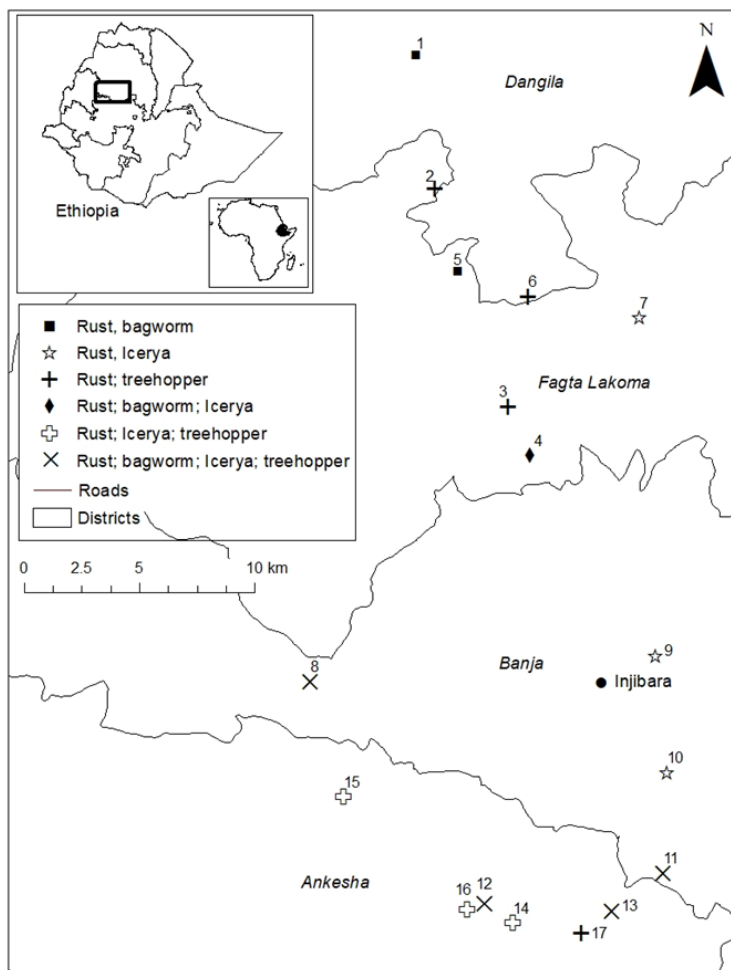 1
N
Dangila
2
Ethiopia
5
6
7
Rust, bagworm
Rust, Icerya
Rust; treehopper
Rust; bagworm; Icerya
Rust; Icerya; treehopper
Rust; bagworm; Icerya; treehopper
Roads
Districts
Fagta Lakoma
3
4
0 2.5 5 10 km
8
Banja
9
Injibara
10
15
11
Ankesha
16 12
14
13
17